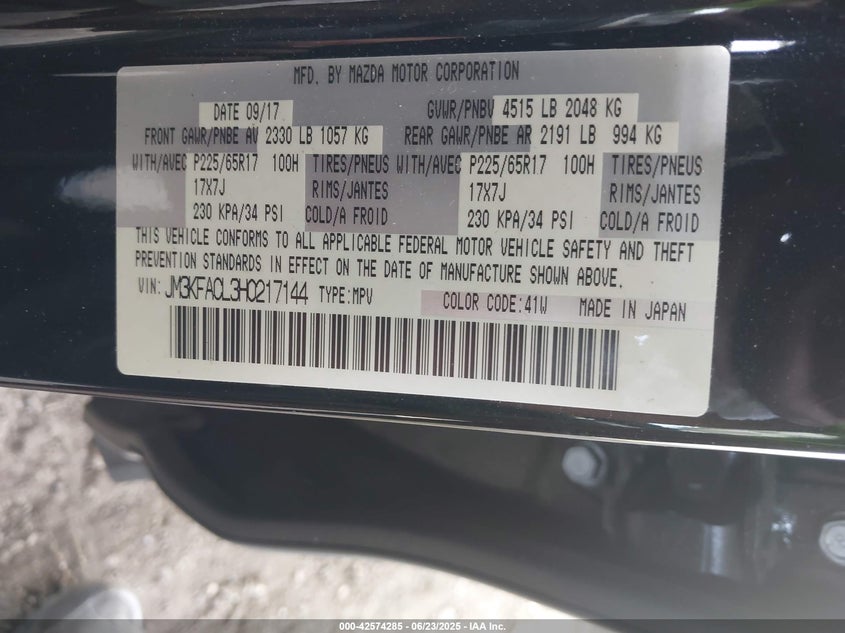 MFD. BY MAZDA MOTOR CORPORATION
DATE 09/17 GVWR/PNBV 4515 LB 2048 KG
FRONT GAWR/PNBE AV 2330 LB 1057 KG REAR GAWR/PNBE AR 2191 LB 994 KG
WITH/AVEC P225/65R17 100H TIRES/PNEUS WITH/AVEC P225/65R17 100H TIRES/PNEUS
17X7J RIMS/JANTES 17X7J RIMS/JANTES
230 KPA/34 PSI COLD/A FROID 230 KPA/34 PSI COLD/A FROID
THIS VEHICLE CONFORMS TO ALL APPLICABLE FEDERAL MOTOR VEHICLE SAFETY AND THEFT
PREVENTION STANDARDS IN EFFECT ON THE DATE OF MANUFACTURE SHOWN ABOVE.
VIN: JM3KFACL3H0217144 TYPE:MPV COLOR CODE:41W MADE IN JAPAN
000-42574285 - 06/23/2025 - IAA Inc.